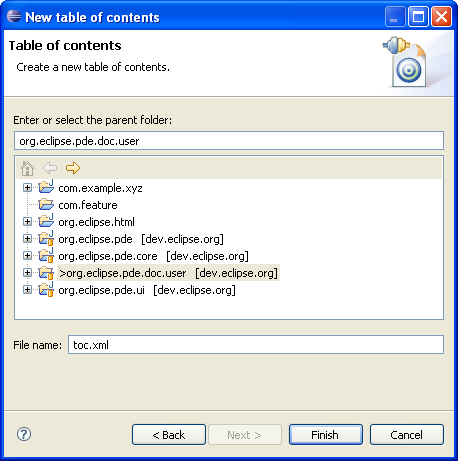 New table of contents
Table of contents
Create a new table of contents.
Enter or select the parent folder:
org.eclipse.pde.doc.user
com.example.xyz
com.feature
org.eclipse.html
org.eclipse.pde [dev.eclipse.org]
org.eclipse.pde.core [dev.eclipse.org]
>org.eclipse.pde.doc.user [dev.eclipse.org]
org.eclipse.pde.ui [dev.eclipse.org]
File name: toc.xml
? < Back Next > Finish Cancel